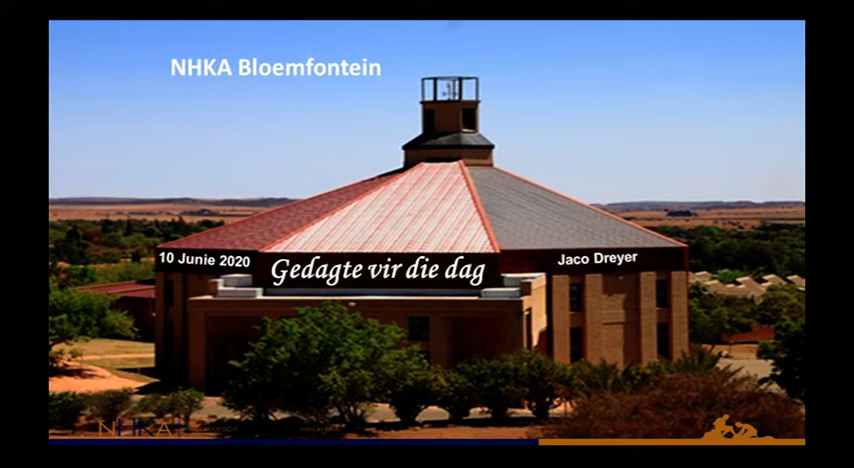 NHKA Bloemfontein
10 Junie 2020
Gedagte vir die dag
Jaco Dreyer
NHKA